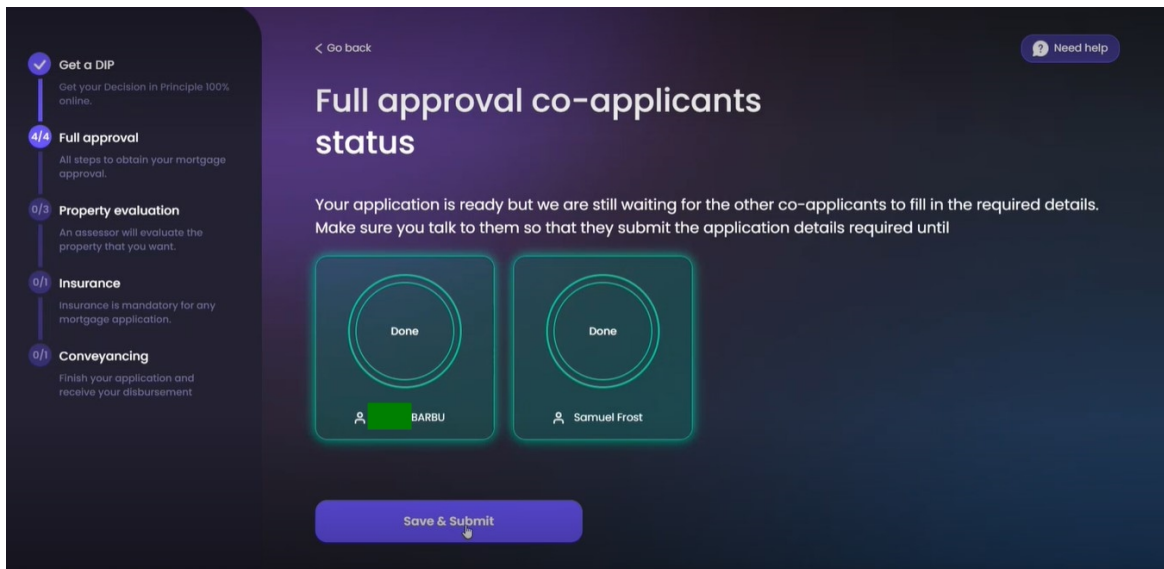 Get a DIP
Get your Decision in Principle 100%
online.
4/4
Full approval
All steps to obtain your mortgage
approval.
0/3
Property evaluation
An assessor will evaluate the
property that you want.
0/1
Insurance
Insurance is mandatory for any
mortgage application.
0/1
Conveyancing
Finish your application and
receive your disbursement
Go back
Need help
Full approval co-applicants
status
Your application is ready but we are still waiting for the other co-applicants to fill in the required details.
Make sure you talk to them so that they submit the application details required until
Done
BARBU
Done
Samuel Frost
Save & Submit